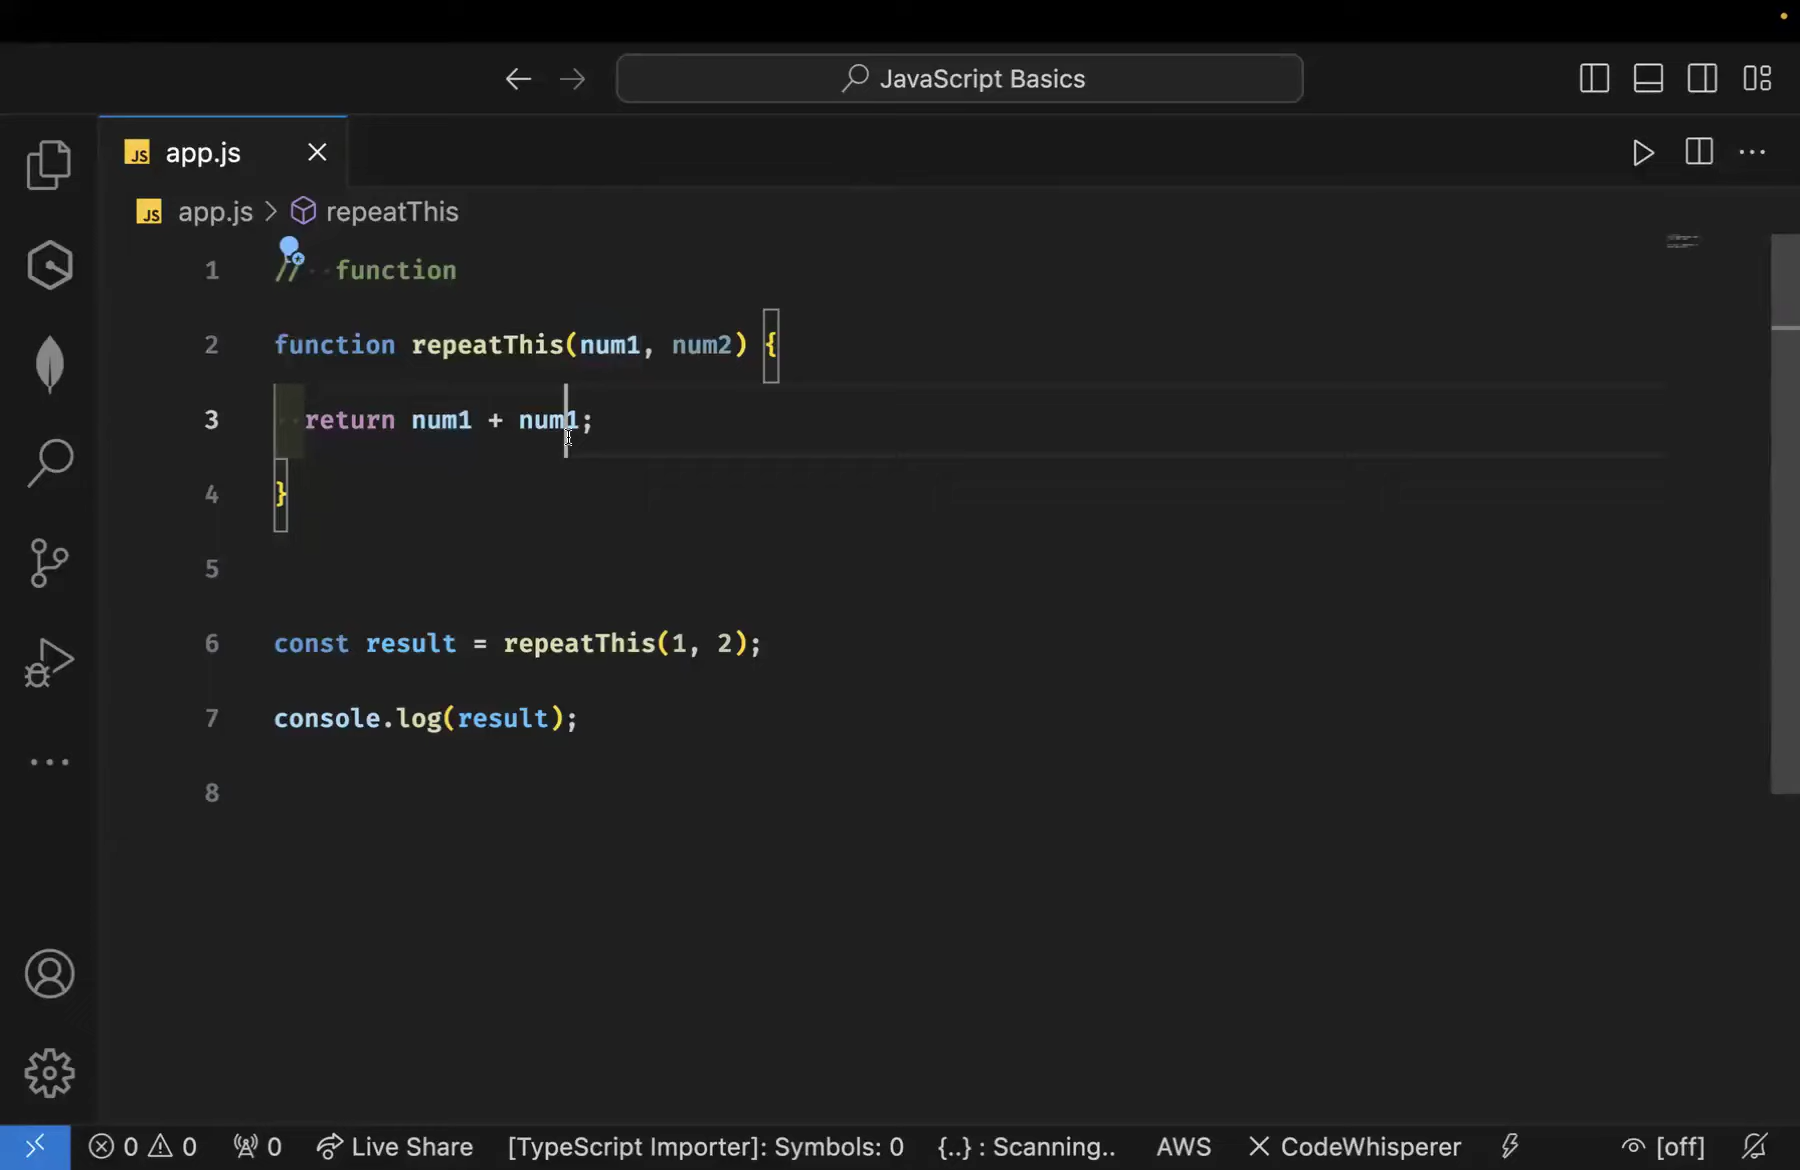 JavaScript Basics
JS app.js
JS app.js > repeatThis
1 // function
2 function repeatThis(num1, num2) {
3 return num1 + num1;
4 }
5
6 const result = repeatThis(1, 2);
7 console.log(result);
8
0 0 0 Live Share [TypeScript Importer]: Symbols: 0 {..} : Scanning.. AWS CodeWhisperer [off]